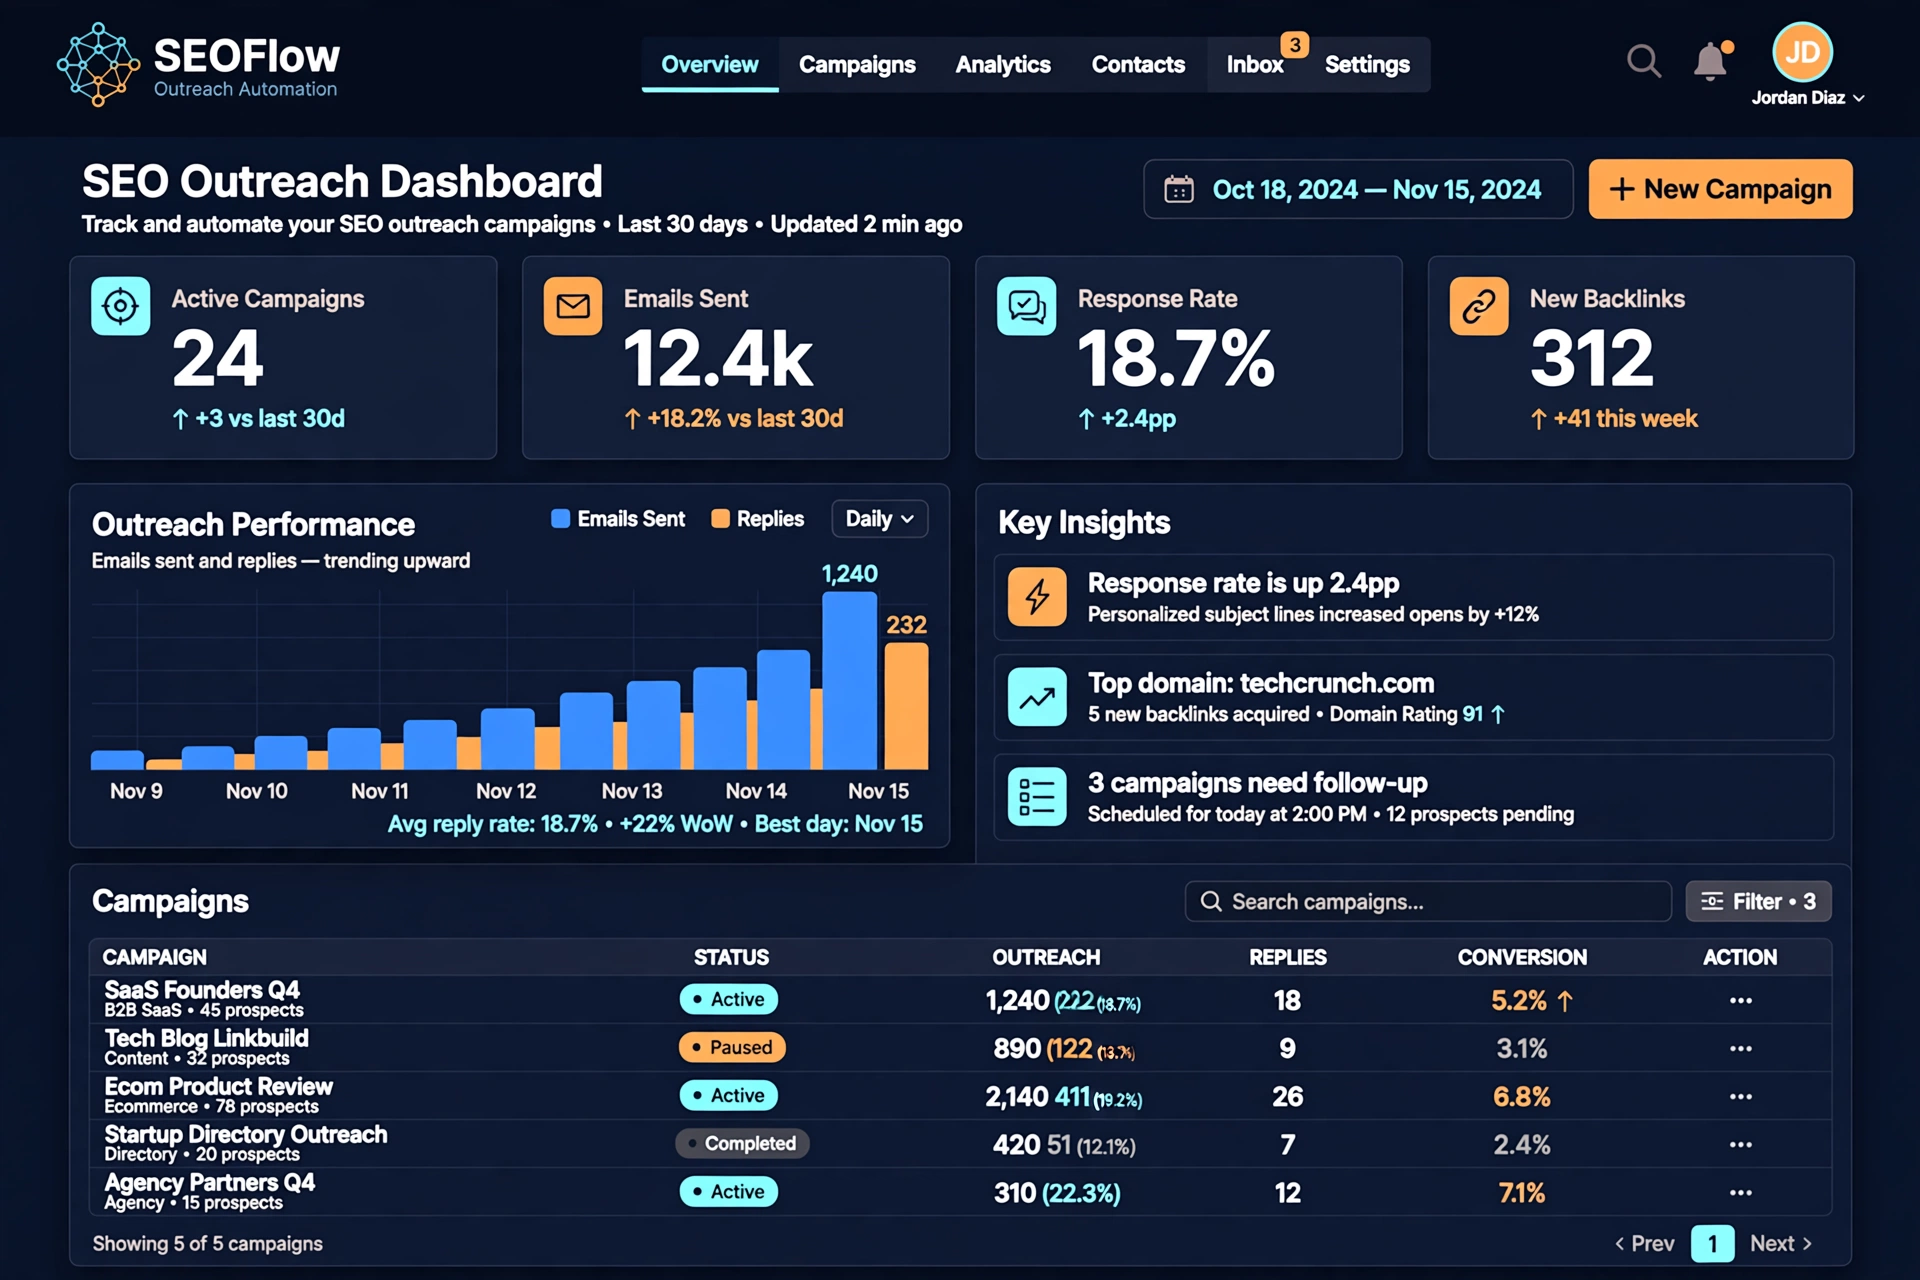 SEOFlow
Outreach Automation
Overview Campaigns Analytics Contacts Inbox 3 Settings
JD
Jordan Diaz
SEO Outreach Dashboard
Track and automate your SEO outreach campaigns • Last 30 days • Updated 2 min ago
Oct 18, 2024 — Nov 15, 2024
+ New Campaign
Active Campaigns
24
↑ +3 vs last 30d
Emails Sent
12.4k
↑ +18.2% vs last 30d
Response Rate
18.7%
↑ +2.4pp
New Backlinks
312
↑ +41 this week
Outreach Performance
Emails Sent Replies Daily
Emails sent and replies — trending upward
1,240
232
Nov 9 Nov 10 Nov 11 Nov 12 Nov 13 Nov 14 Nov 15
Avg reply rate: 18.7% • +22% WoW • Best day: Nov 15
Key Insights
Response rate is up 2.4pp
Personalized subject lines increased opens by +12%
Top domain: techcrunch.com
5 new backlinks acquired • Domain Rating 91 ↑
3 campaigns need follow-up
Scheduled for today at 2:00 PM • 12 prospects pending
Campaigns
Search campaigns...
Filter • 3
CAMPAIGN STATUS OUTREACH REPLIES CONVERSION ACTION
SaaS Founders Q4
B2B SaaS • 45 prospects
• Active 1,240 (222 (18.7%) 18 5.2% ↑ •••
Tech Blog Linkbuild
Content • 32 prospects
• Paused 890 (122 (13.7%) 9 3.1% •••
Ecom Product Review
Ecommerce • 78 prospects
• Active 2,140 411 (19.2%) 26 6.8% •••
Startup Directory Outreach
Directory • 20 prospects
• Completed 420 51 (12.1%) 7 2.4% •••
Agency Partners Q4
Agency • 15 prospects
• Active 310 (22.3%) 12 7.1% •••
Showing 5 of 5 campaigns
‹ Prev 1 Next ›